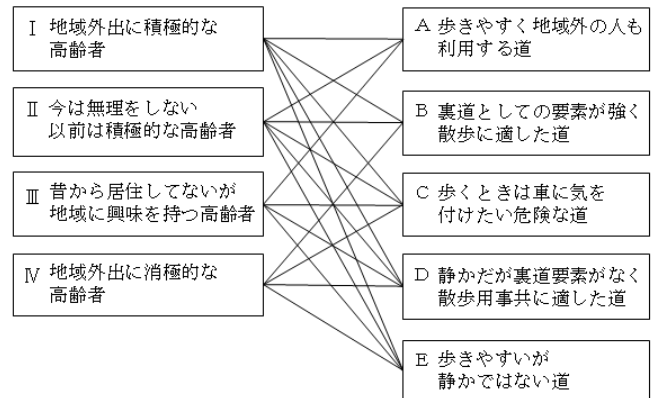 Ⅰ 地域外出に積極的な
高齢者
Ⅱ 今は無理をしない
以前は積極的な高齢者
Ⅲ 昔から居住してないが
地域に興味を持つ高齢者
Ⅳ 地域外出に消極的な
高齢者
A 歩きやすく地域外の人も
利用する道
B 裏道としての要素が強く
散歩に適した道
C 歩くときは車に気を
付けたい危険な道
D 静かだが裏道要素がなく
散歩用事共に適した道
E 歩きやすいが
静かではない道